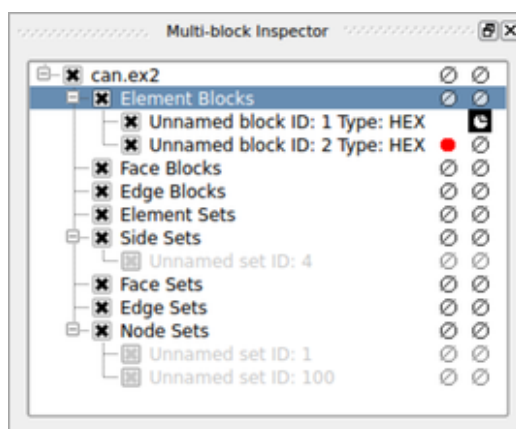 Multi-block Inspector
can.ex2
Element Blocks
Unnamed block ID: 1 Type: HEX
Unnamed block ID: 2 Type: HEX
Face Blocks
Edge Blocks
Element Sets
Side Sets
Unnamed set ID: 4
Face Sets
Edge Sets
Node Sets
Unnamed set ID: 1
Unnamed set ID: 100